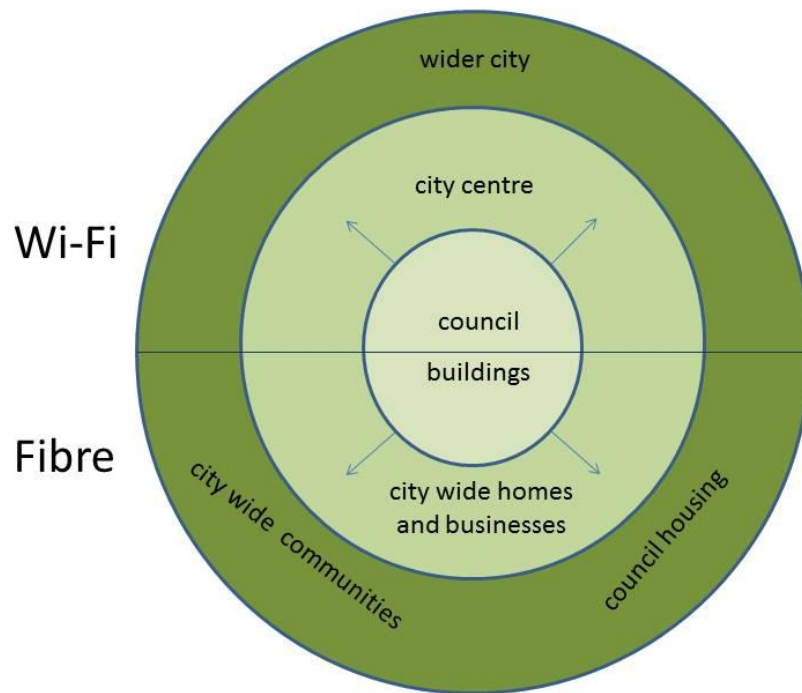 wider city
city centre
Wi-Fi
council
buildings
Fibre
city wide homes
and businesses
city wide communities
council housing